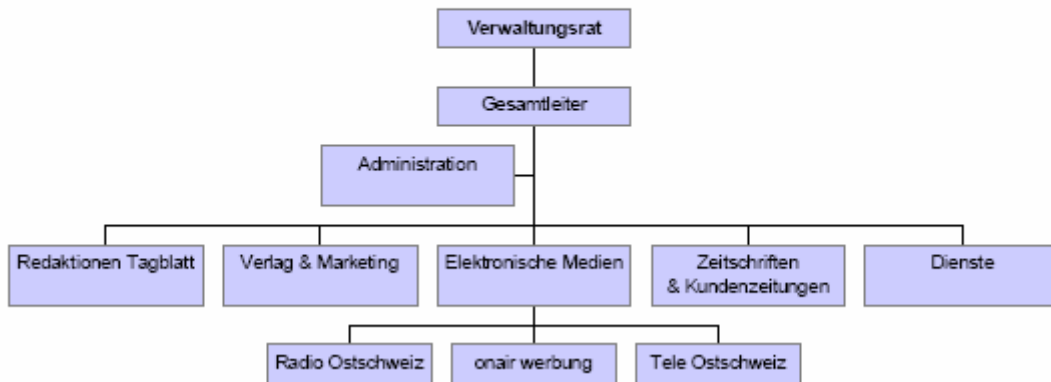 Verwaltungsrat
Gesamtleiter
Administration
Redaktionen Tagblatt
Verlag & Marketing
Elektronische Medien
Zeitschriften
& Kundenzeitungen
Dienste
Radio Ostschweiz
onair werbung
Tele Ostschweiz